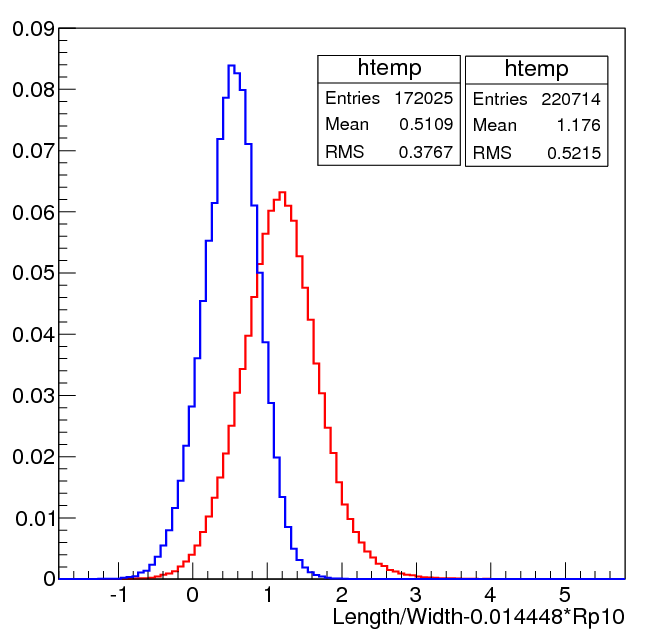 0.09
0.08
0.07
0.06
0.05
0.04
0.03
0.02
0.01
0
htemp
Entries 172025
Mean 0.5109
RMS 0.3767
htemp
Entries 220714
Mean 1.176
RMS 0.5215
-1 0 1 2 3 4 5
Length/Width-0.014448*Rp10